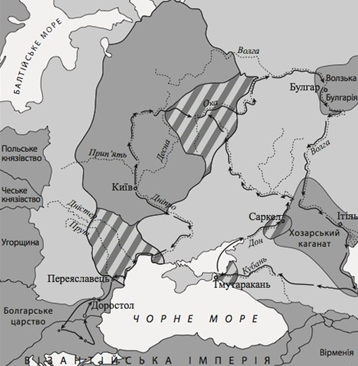 БАЛТІЙСЬКЕ МОРЕ
Волга
Булгар
Волзька
Булгарія
Ока
Польське
князівство
Прип'ять
Десна
Волга
Чеське
князівство
Київ
Дніпро
Дністер
Прут
Угорщина
Саркел
Ітіль
Дон
Хозарський
каганат
Кубань
Переяславець
Тмутаракань
Доростол
Болгарське
царство
ЧОРНЕ МОРЕ
Вірменія
ВІЗАНТІЙСЬКА ІМПЕРІЯ